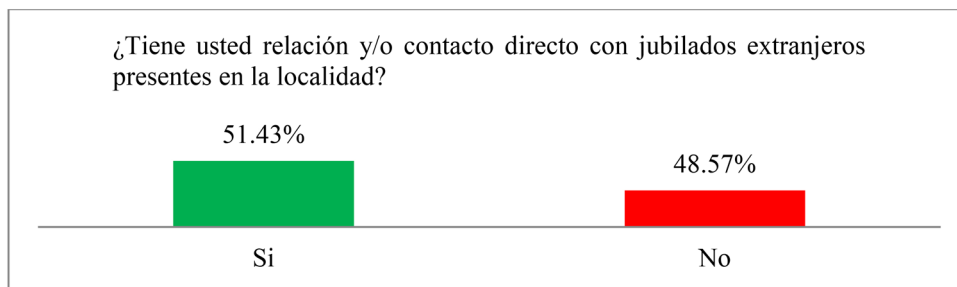 ¿Tiene usted relación y/o contacto directo con jubilados extranjeros
presentes en la localidad?
51.43%
48.57%
Si
No